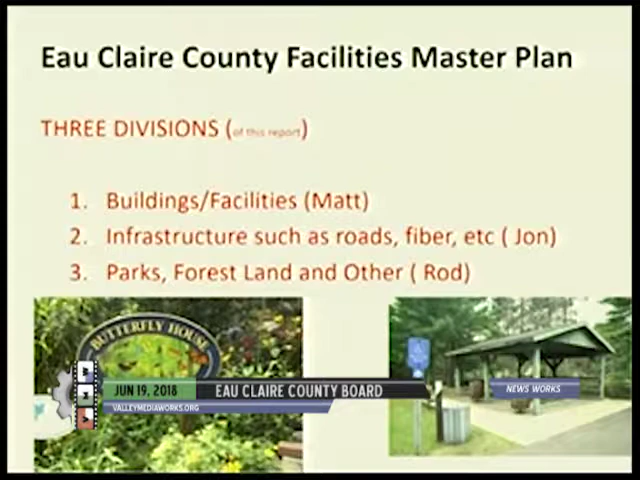 Eau Claire County Facilities Master Plan
THREE DIVISIONS (of this report)
1. Buildings/Facilities (Matt)
2. Infrastructure such as roads, fiber, etc ( Jon)
3. Parks, Forest Land and Other ( Rod)
BUTTERFLY HOUSE
JUN 19, 2018
EAU CLAIRE COUNTY BOARD
NEWS WORKS
VALLEYMEDIAWORKS.ORG